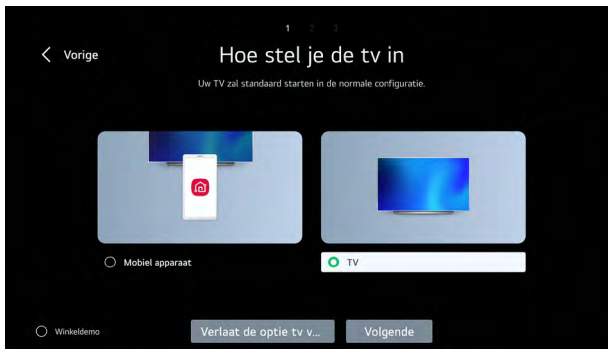 1 2 3
Vorige
Hoe stel je de tv in
Uw TV zal standaard starten in de normale configuratie.
Mobiel apparaat
TV
Winkeldemo
Verlaat de optie tv v...
Volgende